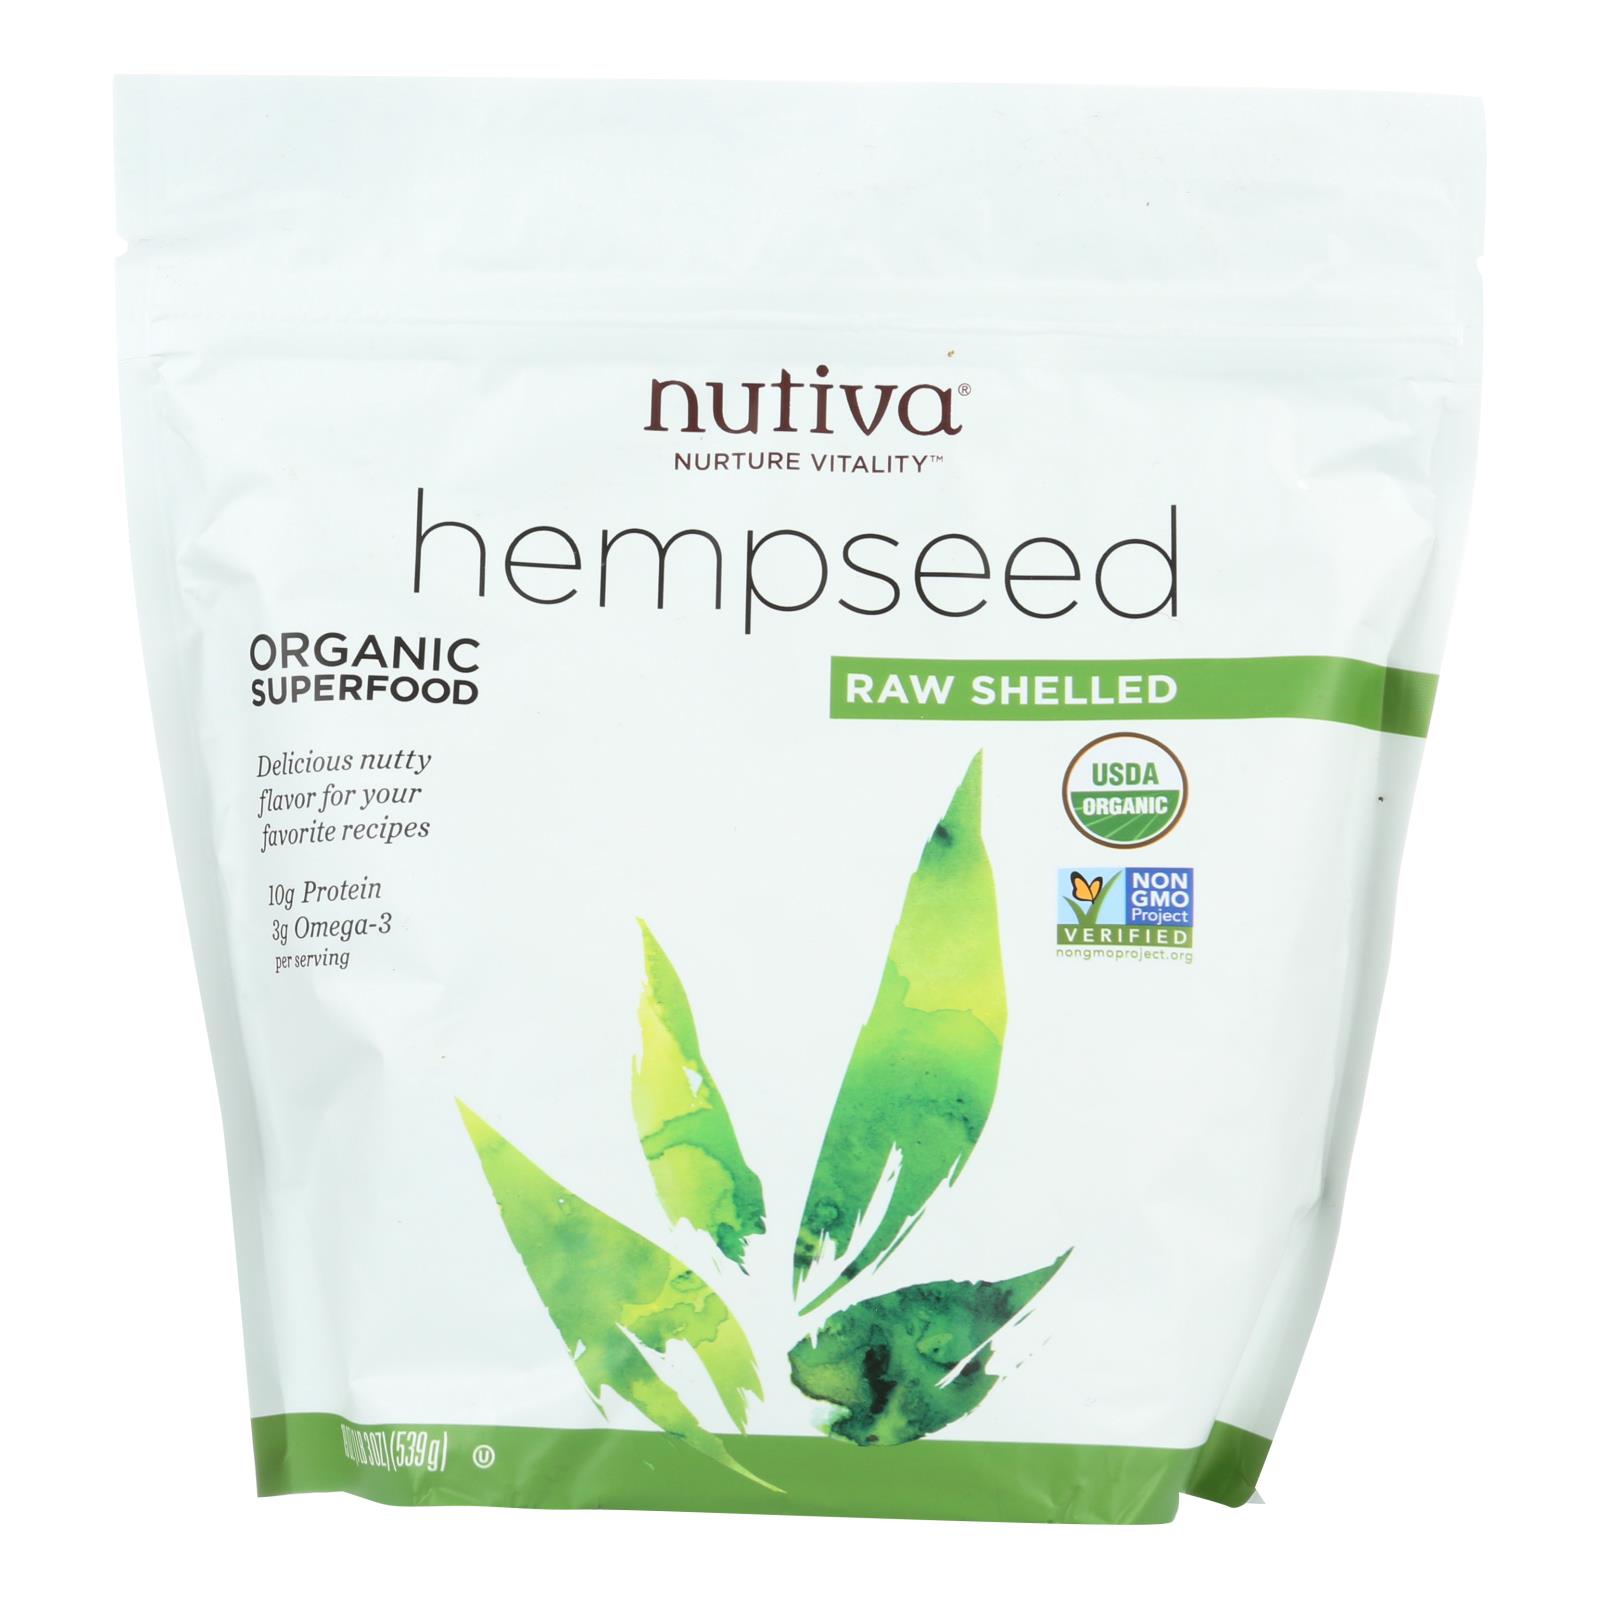 nutiva®
NURTURE VITALITY™
hempseed
ORGANIC
SUPERFOOD
RAW SHELLED
Delicious nutty
flavor for your
favorite recipes
10g Protein
3g Omega-3
per serving
USDA
ORGANIC
NON
GMO
Project
VERIFIED
nongmoproject.org
3OZ) (539g) U